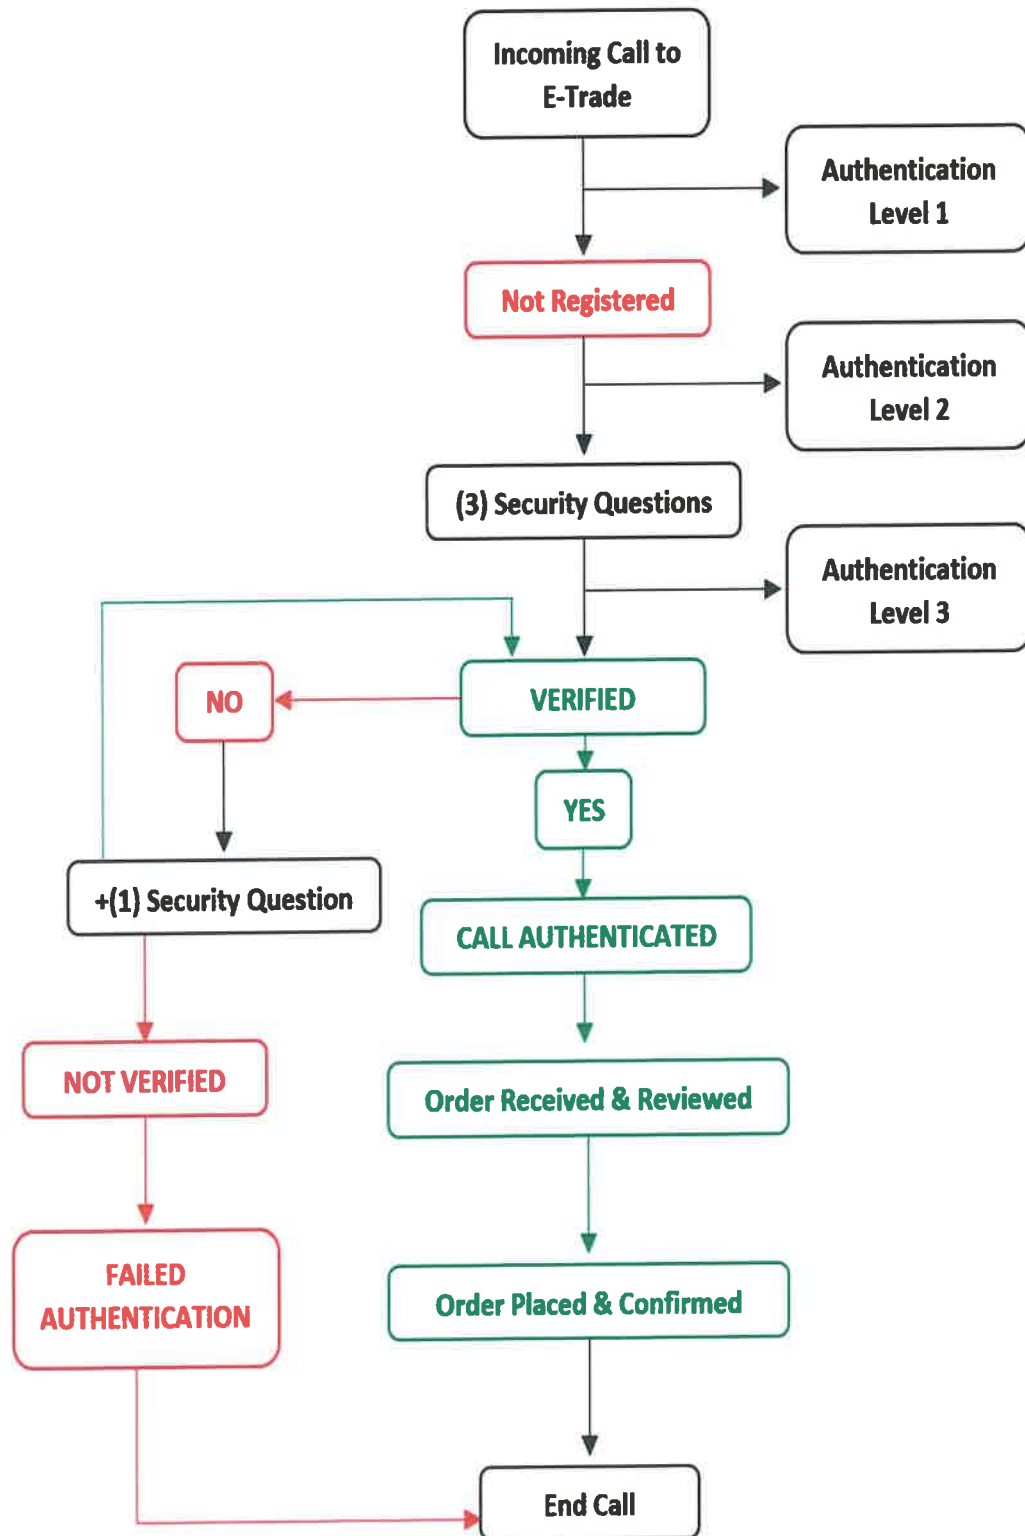 Incoming Call to
E-Trade
Authentication
Level 1
Not Registered
Authentication
Level 2
(3) Security Questions
Authentication
Level 3
NO
VERIFIED
YES
+(1) Security Question
CALL AUTHENTICATED
NOT VERIFIED
Order Received & Reviewed
FAILED
AUTHENTICATION
Order Placed & Confirmed
End Call